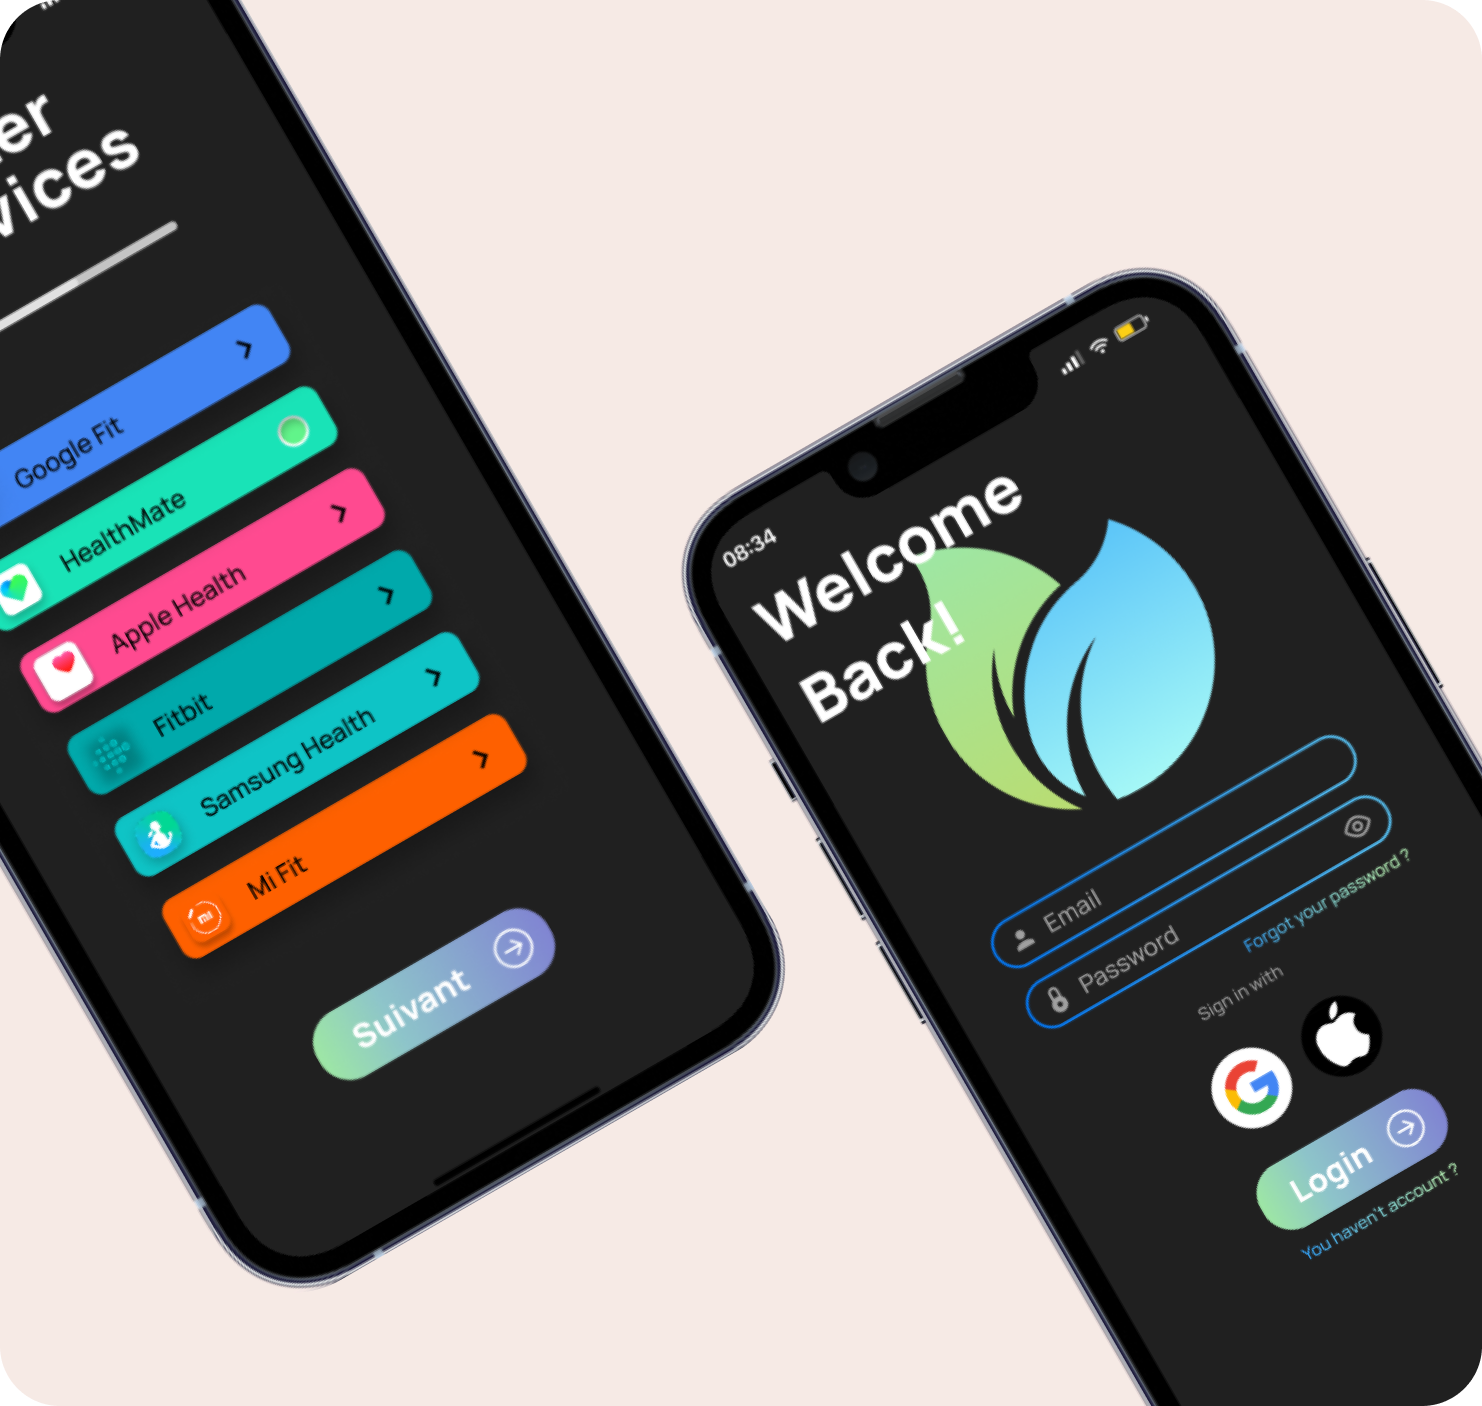 er
vices
Google Fit
HealthMate
Apple Health
Fitbit
Samsung Health
Mi Fit
Suivant
08:34
Welcome
Back!
Email
Password
Forgot your password ?
Sign in with
Login
You haven't account ?